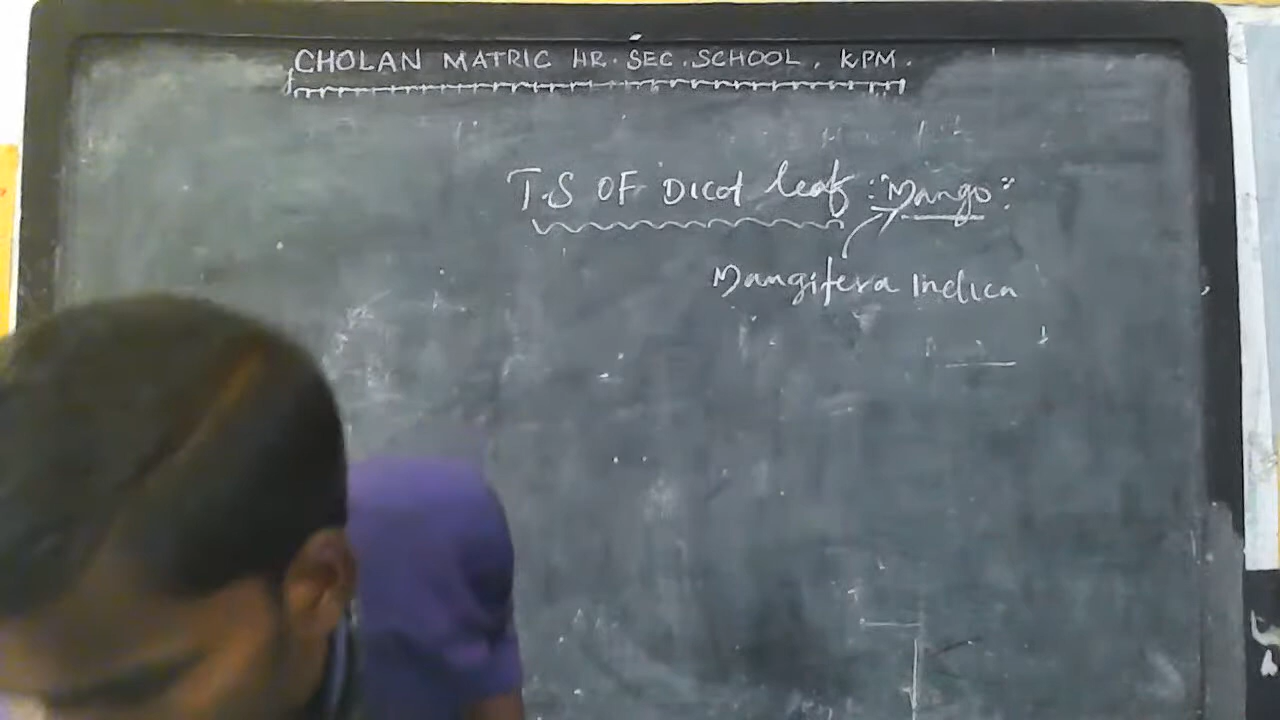 CHOLAN MATRIC HR. SEC. SCHOOL, KPM.
T.S OF Dicot leaf : "Mango":
Mangifera Indica